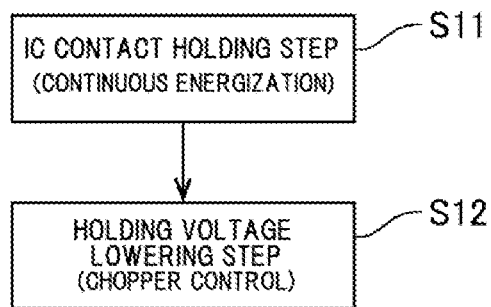 IC CONTACT HOLDING STEP
(CONTINUOUS ENERGIZATION)
S11
HOLDING VOLTAGE
LOWERING STEP
(CHOPPER CONTROL)
S12